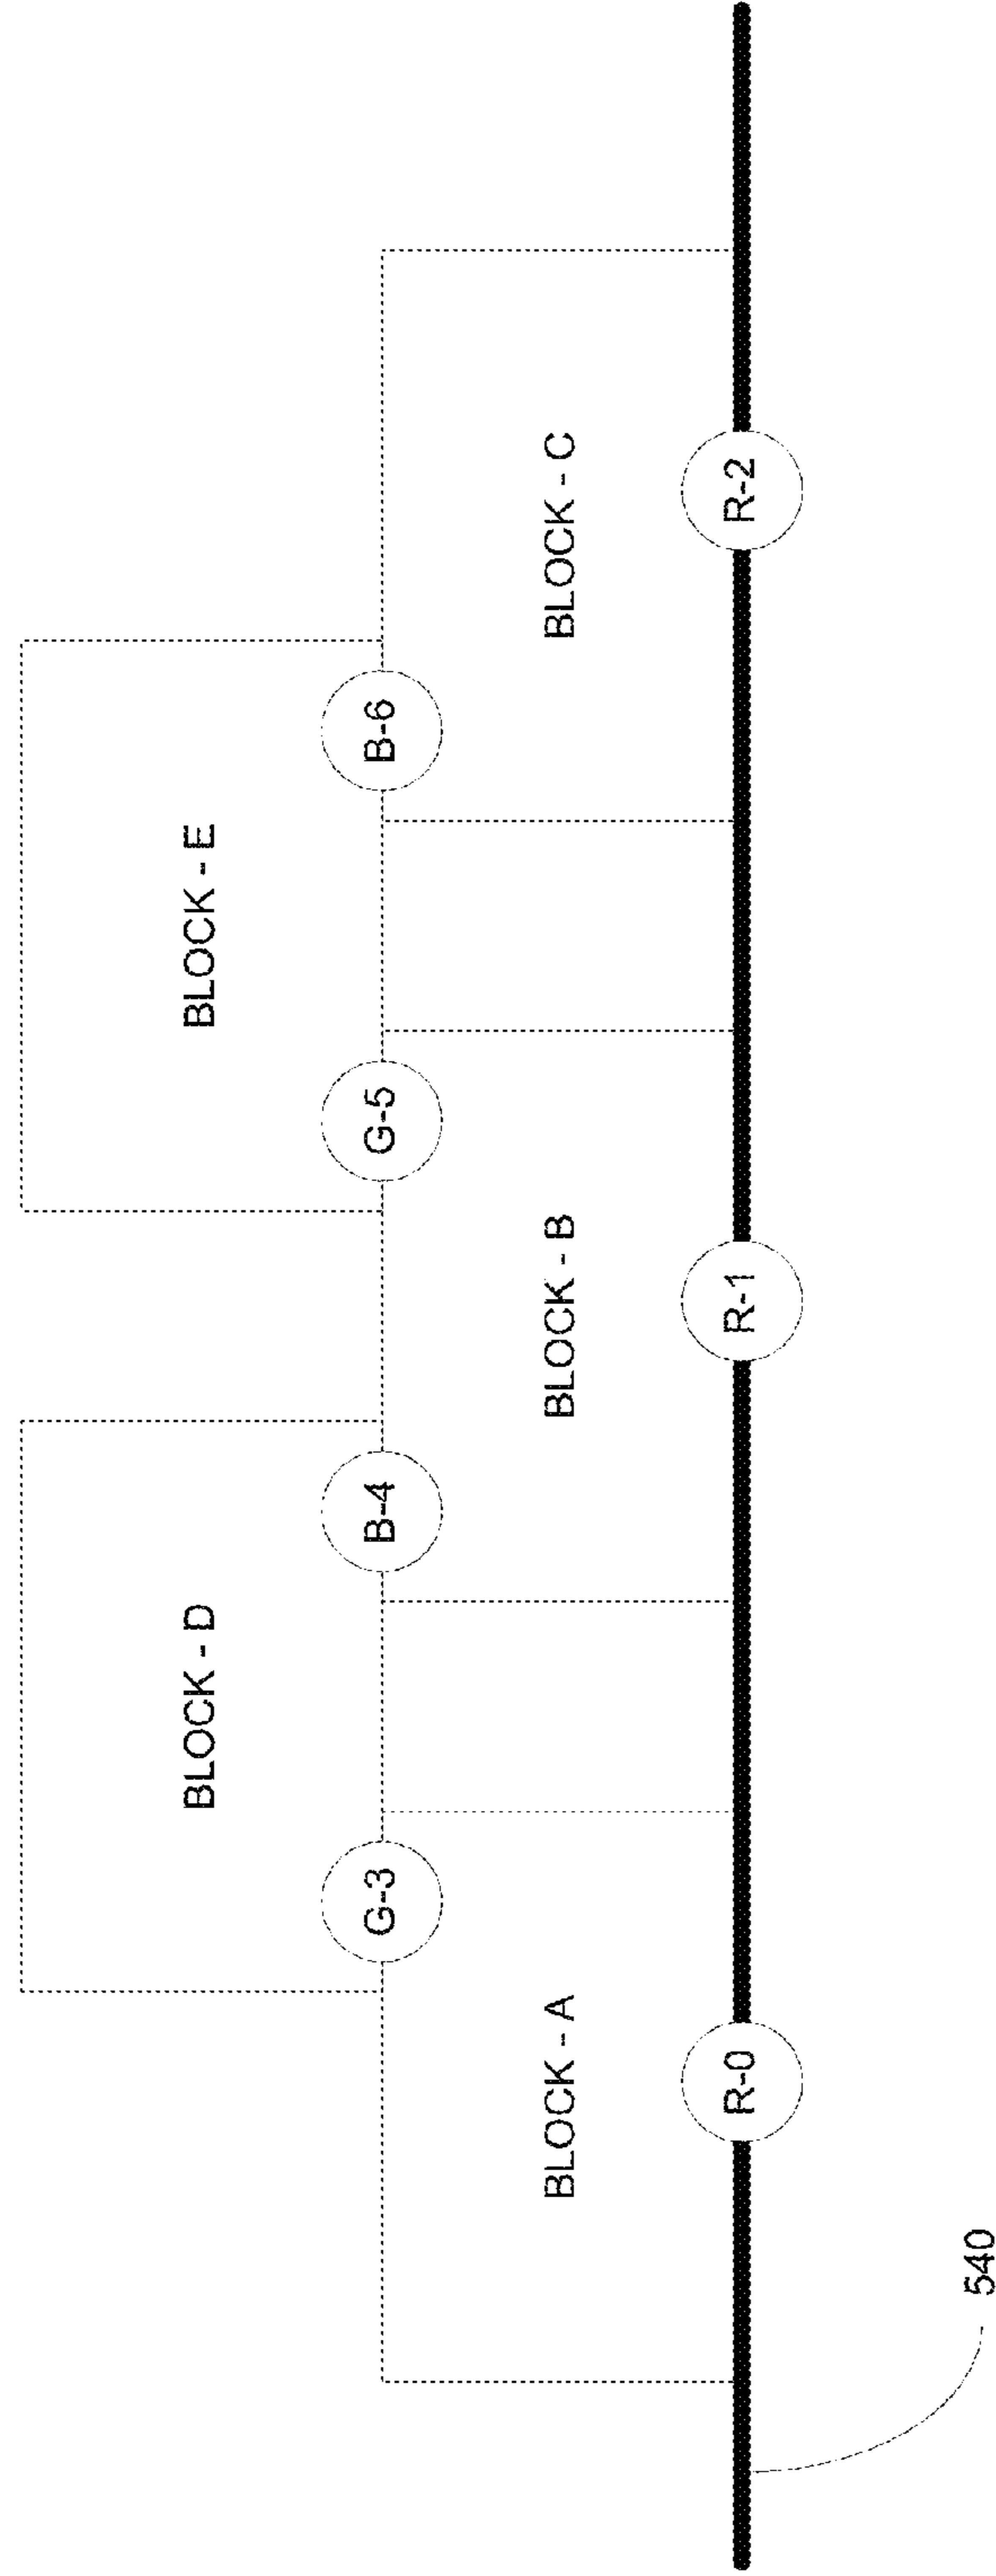 BLOCK - D
BLOCK - E
G-3
B-4
G-5
B-6
BLOCK - A
BLOCK - B
BLOCK - C
R-0
R-1
R-2
540